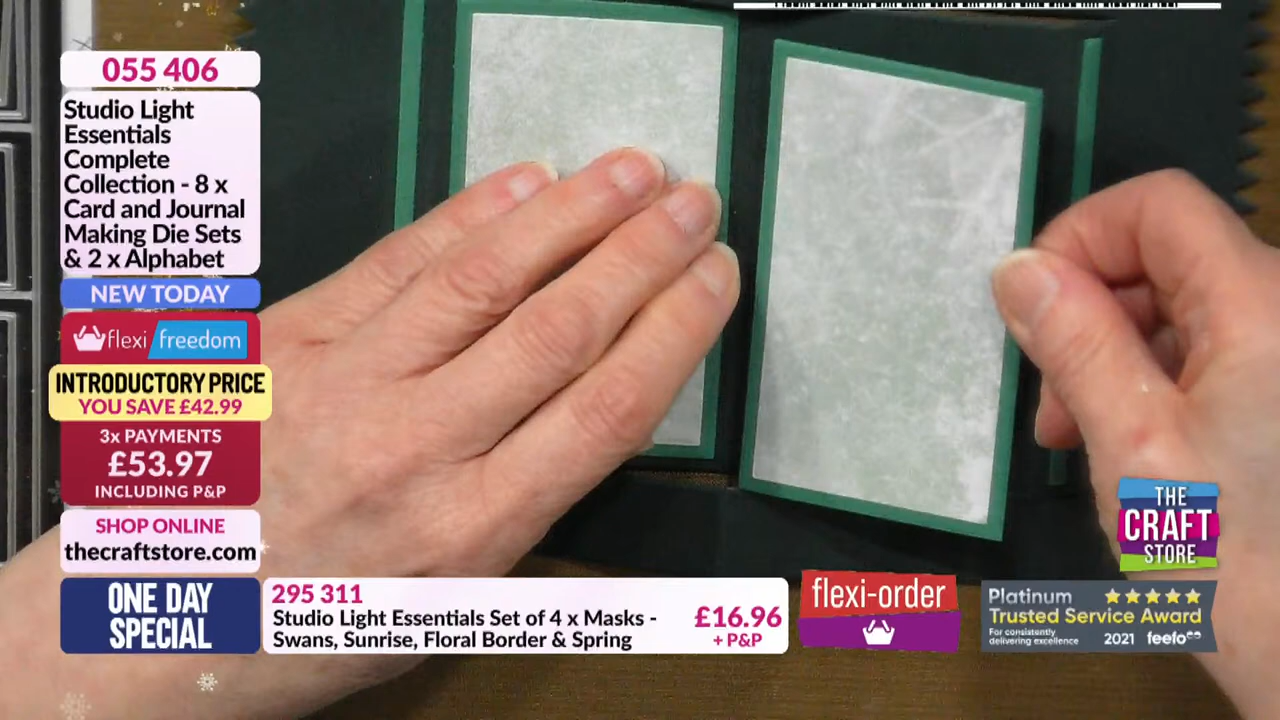 055 406
Studio Light
Essentials
Complete
Collection - 8 x
Card and Journal
Making Die Sets
& 2 x Alphabet
NEW TODAY
flexi freedom
INTRODUCTORY PRICE
YOU SAVE £42.99
3x PAYMENTS
£53.97
INCLUDING P&P
SHOP ONLINE
thecraftstore.com
ONE DAY
SPECIAL
295 311
Studio Light Essentials Set of 4 x Masks -
Swans, Sunrise, Floral Border & Spring
£16.96
+ P&P
flexi-order
THE
CRAFT
STORE
Platinum
Trusted Service Award
For consistently
delivering excellence
2021 feefo